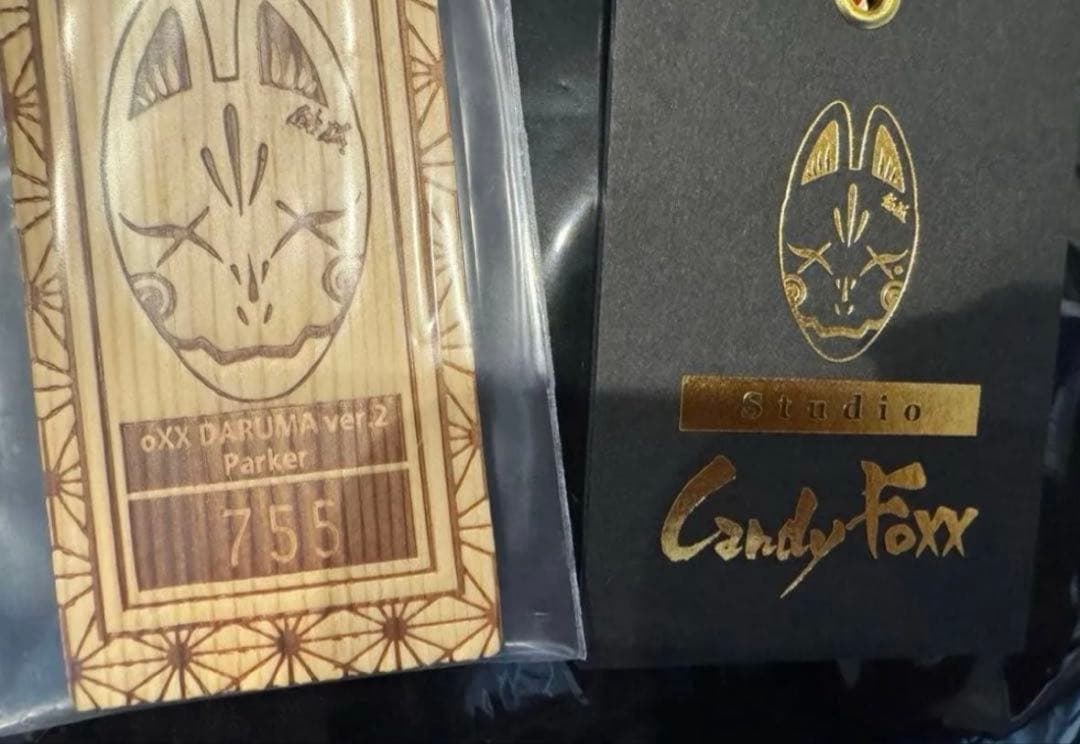 oXX DARUMA ver.2
Parker
755
Studio
Candy Foxx